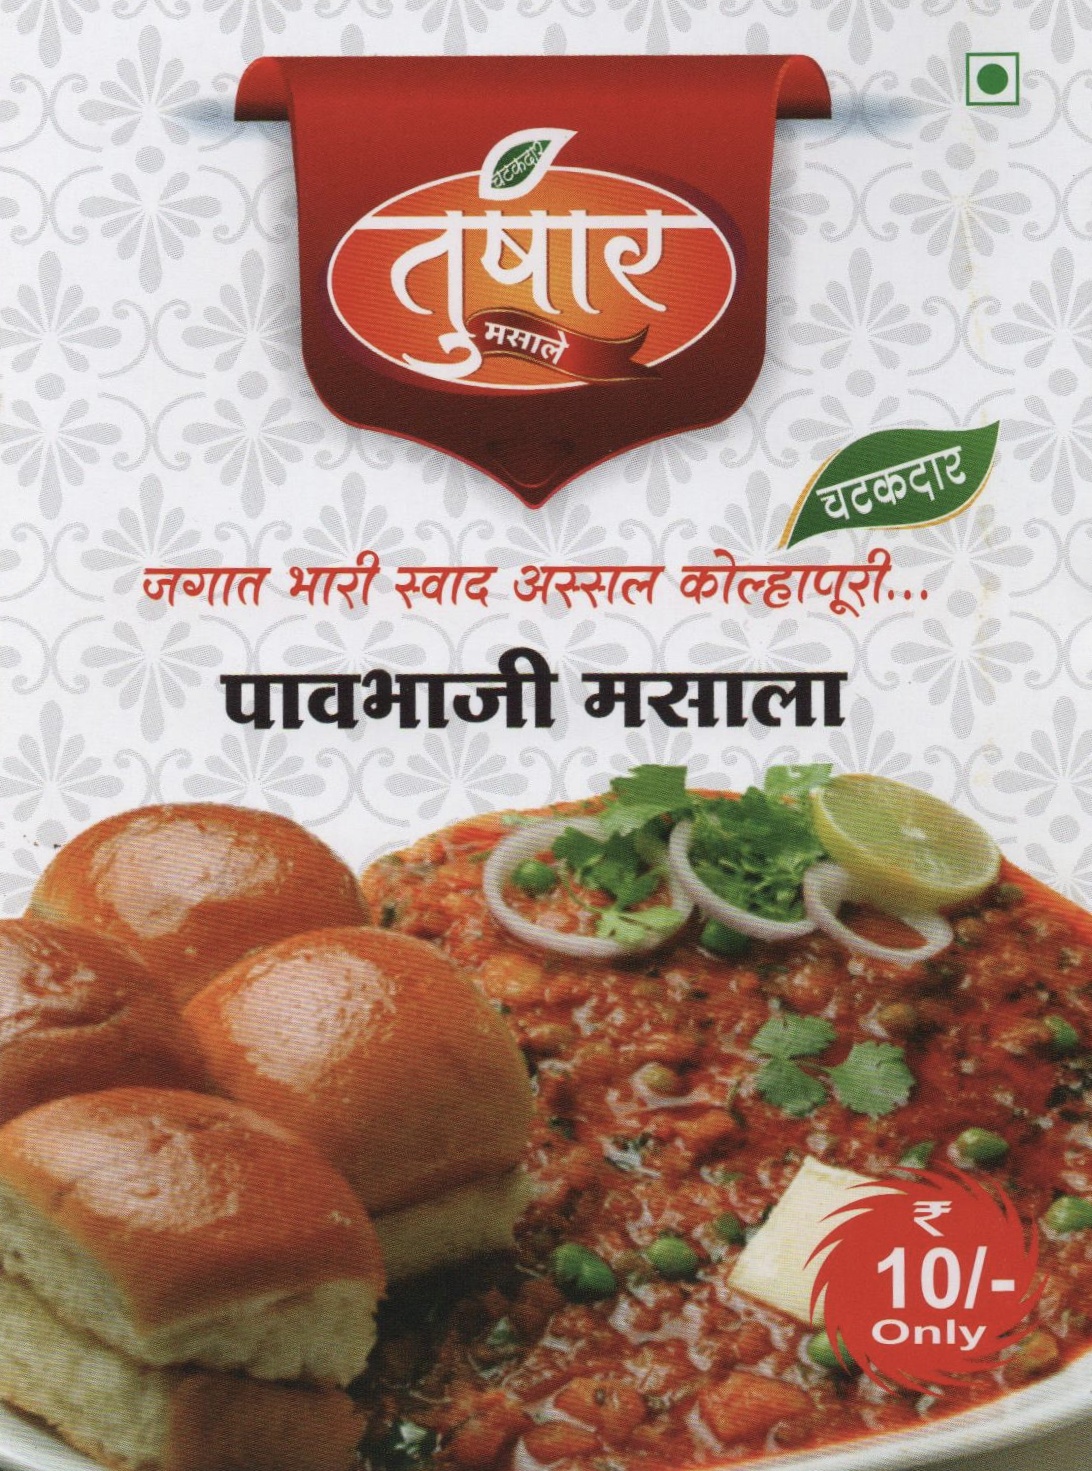 चटकदार
तुषार
मसाले
चटकदार
जगात भारी स्वाद अस्सल कोल्हापूरी...
पावभाजी मसाला
₹
10/-
Only